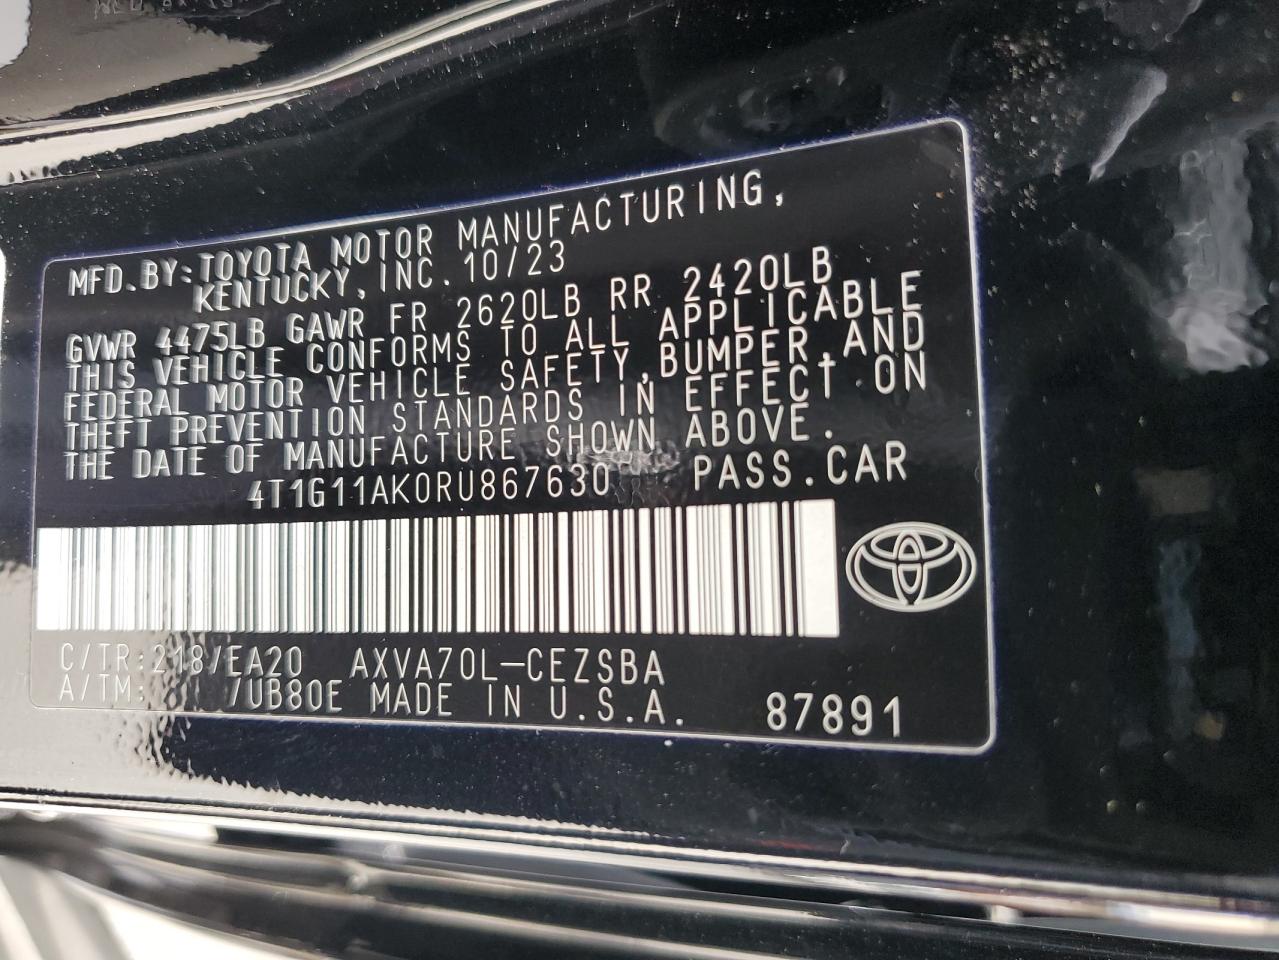 MFD.BY:TOYOTA MOTOR MANUFACTURING,
KENTUCKY, INC. 10/23
GVWR 4475LB GAWR FR 2620LB RR 2420LB
THIS VEHICLE CONFORMS TO ALL APPLICABLE
FEDERAL MOTOR VEHICLE SAFETY,BUMPER,AND
THEFT PREVENTION STANDARDS IN EFFECT ON
THE DATE OF MANUFACTURE SHOWN ABOVE.
4T1G11AK0RU867630 PASS.CAR
C/TR:218/EA20 AXVA70L-CEZSBA
A/TM: /UB80E MADE IN U.S.A. 87891